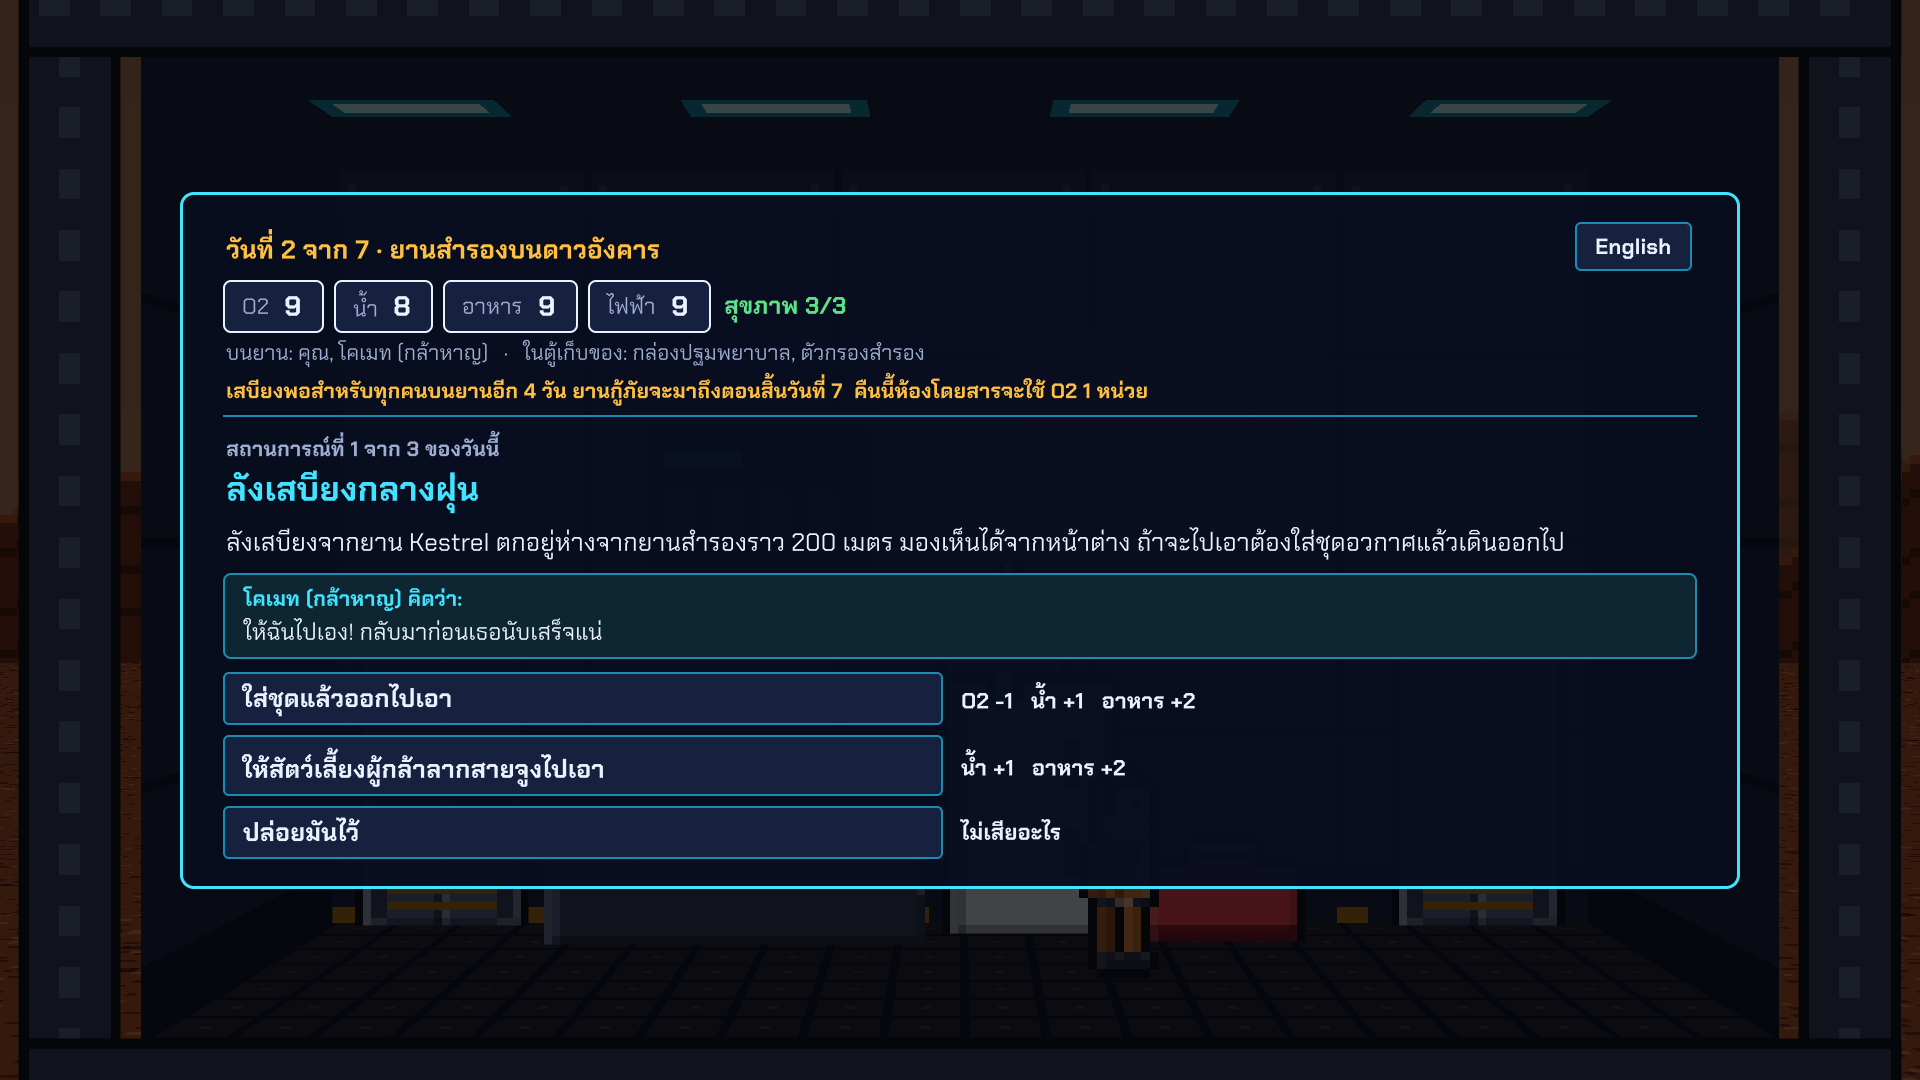 วันที่ 2 จาก 7 · ยานสำรองบนดาวอังคาร
English
O2 9 น้ำ 8 อาหาร 9 ไฟฟ้า 9 สุขภาพ 3/3
บนยาน: คุณ, โคเมท (กล้าหาญ) · ในตู้เก็บของ: กล่องปฐมพยาบาล, ตัวกรองสำรอง
เสบียงพอสำหรับทุกคนบนยานอีก 4 วัน ยานกู้ภัยจะมาถึงตอนสิ้นวันที่ 7 คืนนี้ห้องโดยสารจะใช้ O2 1 หน่วย
สถานการณ์ที่ 1 จาก 3 ของวันนี้
ลังเสบียงกลางฝุ่น
ลังเสบียงจากยาน Kestrel ตกอยู่ห่างจากยานสำรองราว 200 เมตร มองเห็นได้จากหน้าต่าง ถ้าจะไปเอาต้องใส่ชุดอวกาศแล้วเดินออกไป
โคเมท (กล้าหาญ) คิดว่า:
ให้ฉันไปเอง! กลับมาก่อนเธอนับเสร็จแน่
ใส่ชุดแล้วออกไปเอา O2 -1 น้ำ +1 อาหาร +2
ให้สัตว์เลี้ยงผู้กล้าลากสายจูงไปเอา น้ำ +1 อาหาร +2
ปล่อยมันไว้ ไม่เสียอะไร